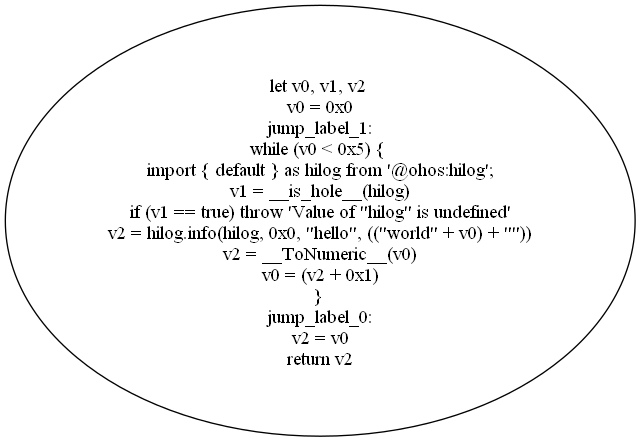 let v0, v1, v2
v0 = 0x0
jump_label_1:
while (v0 < 0x5) {
import { default } as hilog from '@ohos:hilog';
v1 = __is_hole__(hilog)
if (v1 == true) throw 'Value of "hilog" is undefined'
v2 = hilog.info(hilog, 0x0, "hello", (("world" + v0) + ""))
v2 = __ToNumeric__(v0)
v0 = (v2 + 0x1)
}
jump_label_0:
v2 = v0
return v2